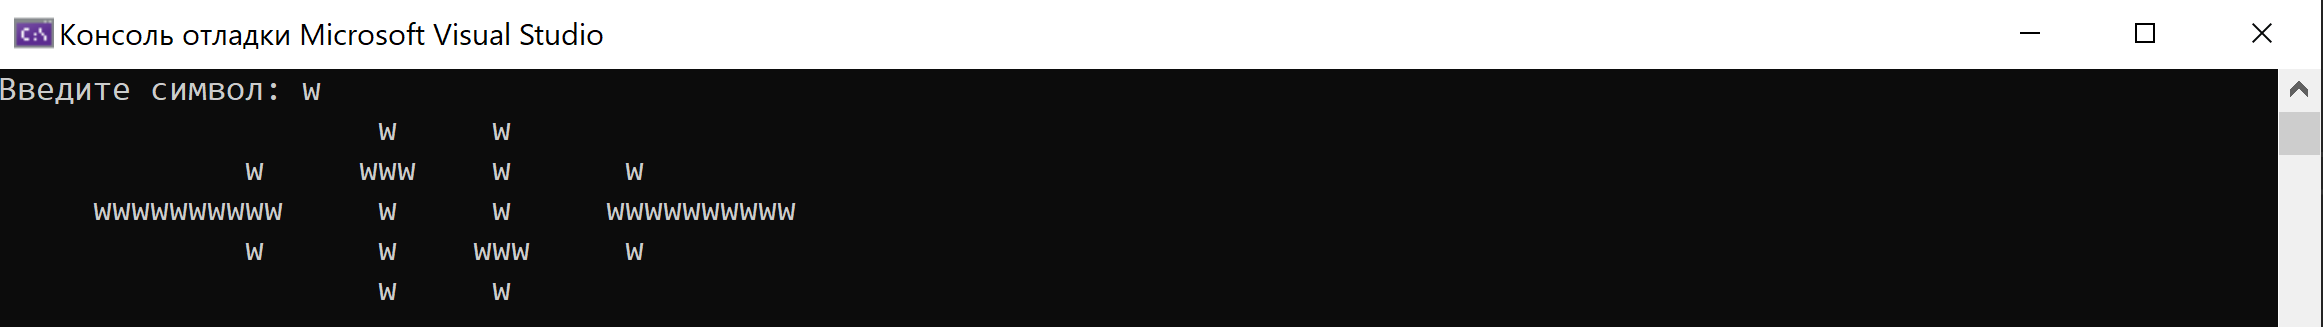 Консоль отладки Microsoft Visual Studio
Введите символ: w
                    w     w
             w     www    w      w
     wwwwwwwwww     w     w     wwwwwwwwww
             w      w    www     w
                    w     w